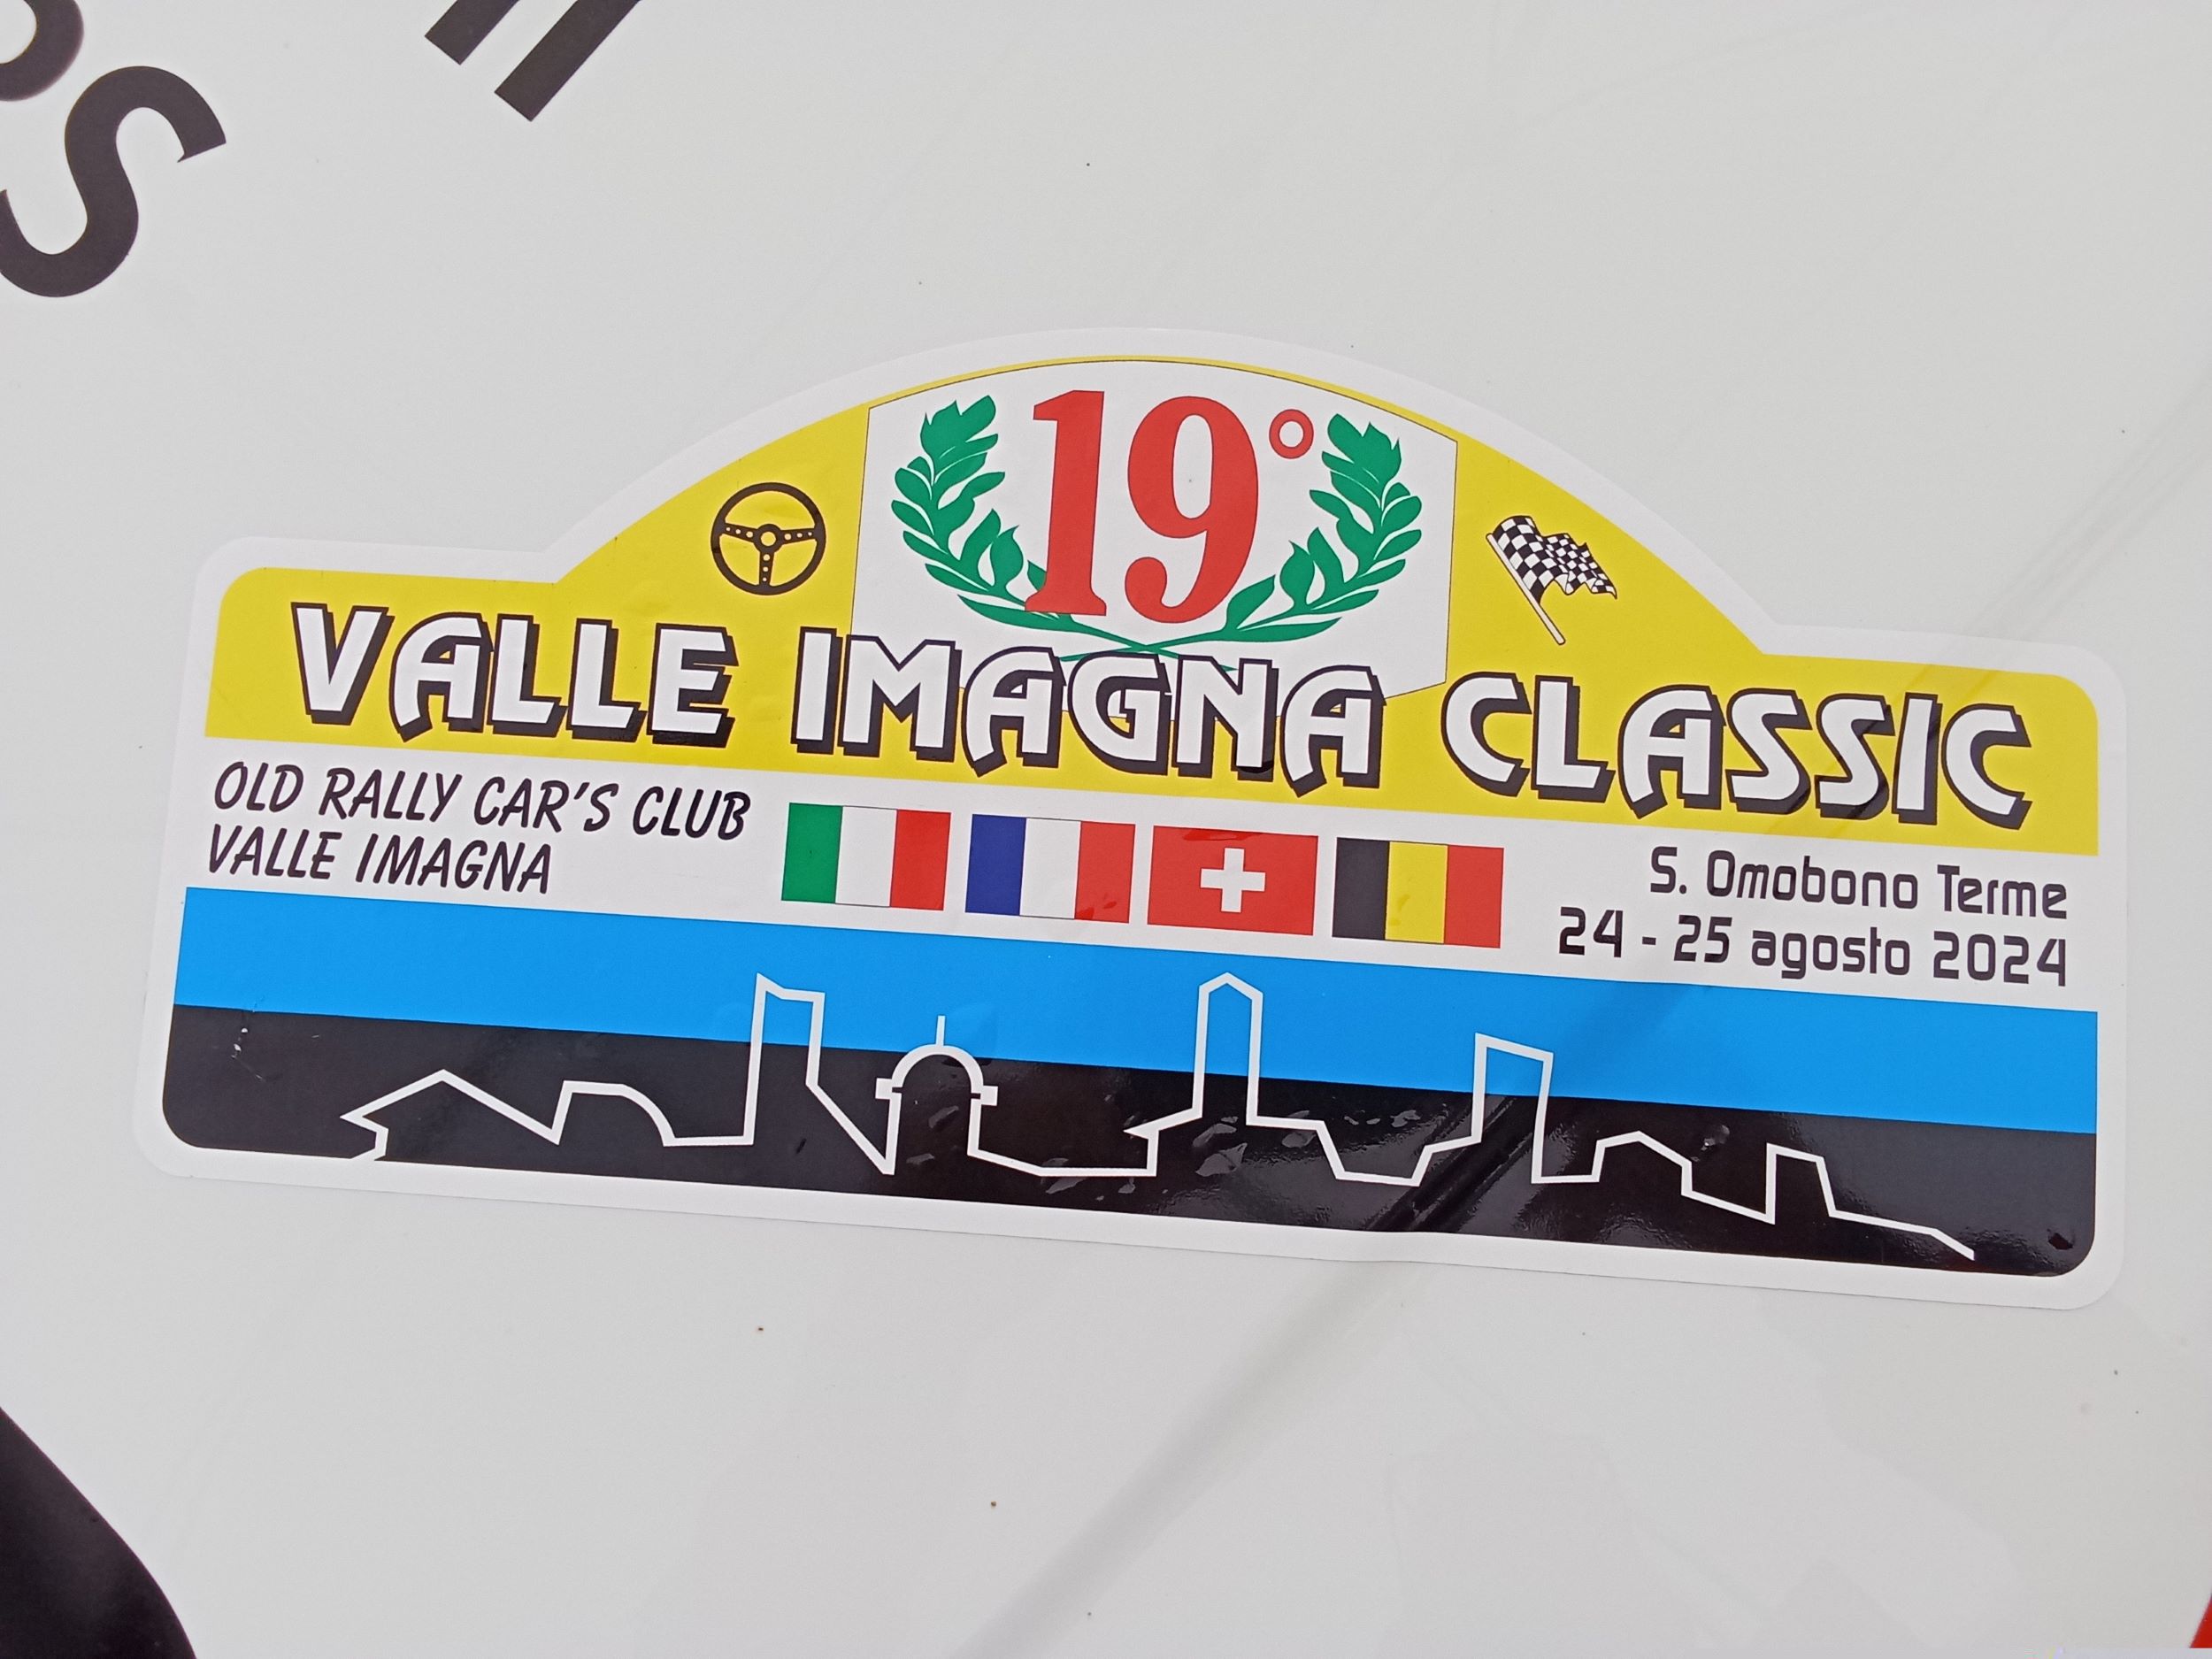 19°
VALLE IMAGNA CLASSIC
OLD RALLY CAR'S CLUB
VALLE IMAGNA
S. Omobono Terme
24 - 25 agosto 2024